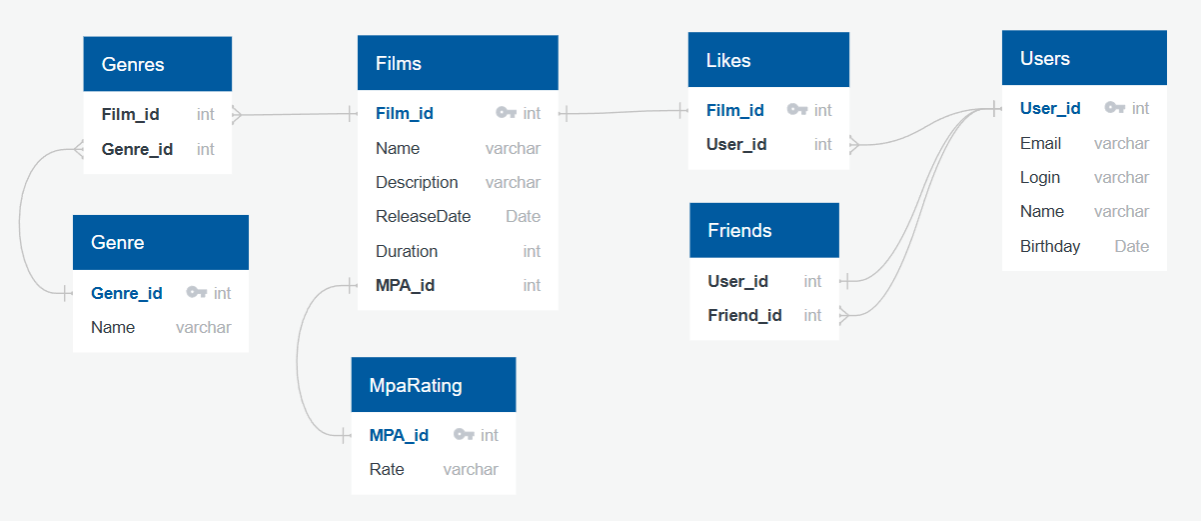 Genres
Film_id int
Genre_id int
Genre
Genre_id int
Name varchar
Films
Film_id int
Name varchar
Description varchar
ReleaseDate Date
Duration int
MPA_id int
MpaRating
MPA_id int
Rate varchar
Likes
Film_id int
User_id int
Friends
User_id int
Friend_id int
Users
User_id int
Email varchar
Login varchar
Name varchar
Birthday Date